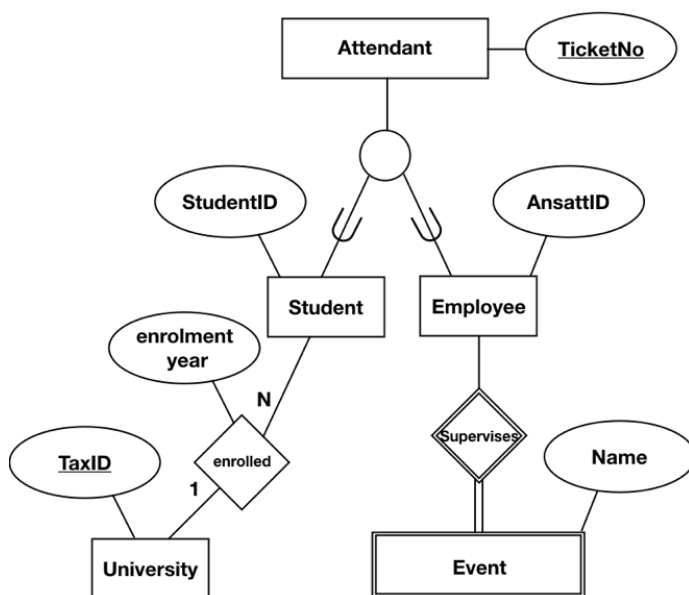 Attendant
TicketNo
StudentID
AnsattID
Student
Employee
enrolment
year
N
Supervises
enrolled
Name
TaxID
1
University
Event